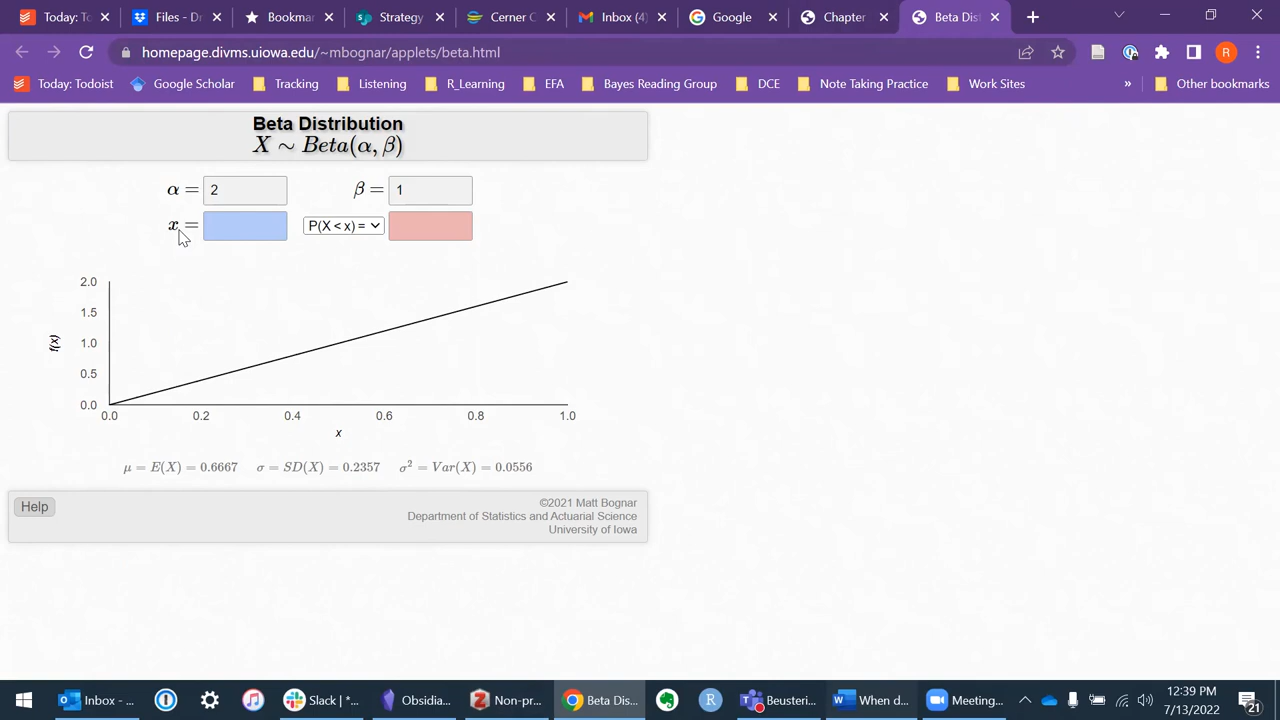 Today: To
Files - Dr
Bookmar
Strategy
Cerner C
Inbox (4)
Google
Chapter
Beta Dis
homepage.divms.uiowa.edu/~mbognar/applets/beta.html
R
Today: Todoist
Google Scholar
Tracking
Listening
R_Learning
EFA
Bayes Reading Group
DCE
Note Taking Practice
Work Sites
»
Other bookmarks
Beta Distribution
X ∼ Beta(α, β)
α = 2
β = 1
x =
P(X < x) =
2.0
1.5
1.0
0.5
0.0
f(x)
0.0 0.2 0.4 0.6 0.8 1.0
x
μ = E(X) = 0.6667 σ = SD(X) = 0.2357 σ² = Var(X) = 0.0556
Help
©2021 Matt Bognar
Department of Statistics and Actuarial Science
University of Iowa
Inbox - ...
Slack | *...
Obsidia...
Non-pr...
Beta Dis...
R
Beusteri...
When d...
Meeting...
12:39 PM
7/13/2022
21